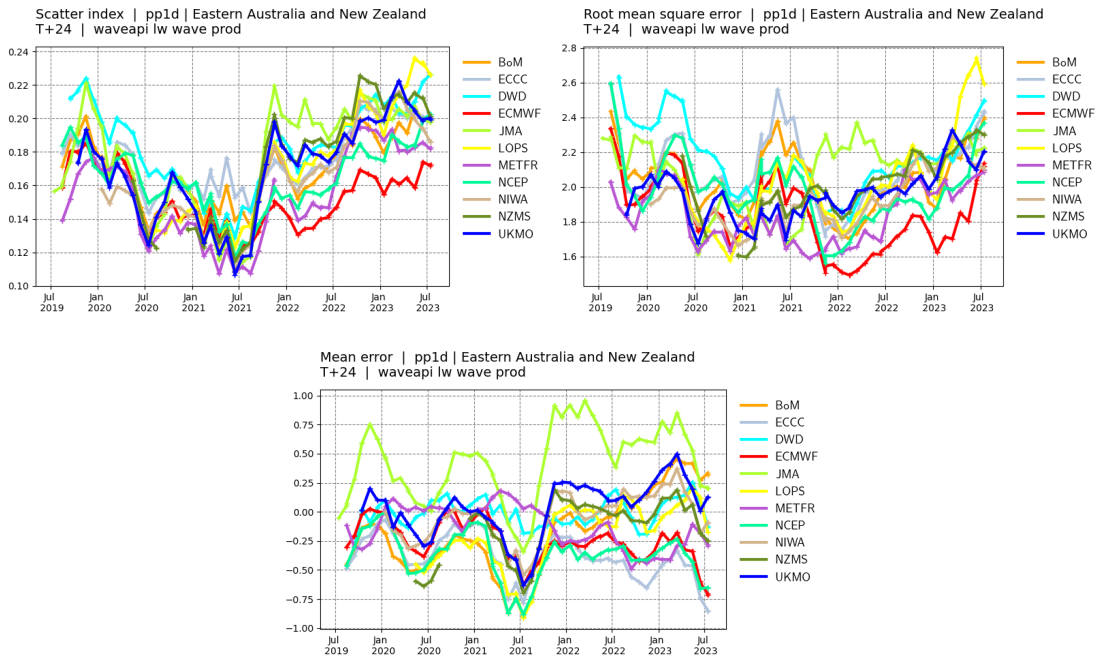 Scatter index | pp1d | Eastern Australia and New Zealand
T+24 | waveapi lw wave prod
0.24
0.22
0.20
0.18
0.16
0.14
0.12
0.10
Jul 2019
Jan 2020
Jul 2020
Jan 2021
Jul 2021
Jan 2022
Jul 2022
Jan 2023
Jul 2023
BoM
ECCC
DWD
ECMWF
JMA
LOPS
METFR
NCEP
NIWA
NZMS
UKMO
Root mean square error | pp1d | Eastern Australia and New Zealand
T+24 | waveapi lw wave prod
2.8
2.6
2.4
2.2
2.0
1.8
1.6
Jul 2019
Jan 2020
Jul 2020
Jan 2021
Jul 2021
Jan 2022
Jul 2022
Jan 2023
Jul 2023
BoM
ECCC
DWD
ECMWF
JMA
LOPS
METFR
NCEP
NIWA
NZMS
UKMO
Mean error | pp1d | Eastern Australia and New Zealand
T+24 | waveapi lw wave prod
1.00
0.75
0.50
0.25
0.00
−0.25
−0.50
−0.75
−1.00
Jul 2019
Jan 2020
Jul 2020
Jan 2021
Jul 2021
Jan 2022
Jul 2022
Jan 2023
Jul 2023
BoM
ECCC
DWD
ECMWF
JMA
LOPS
METFR
NCEP
NIWA
NZMS
UKMO